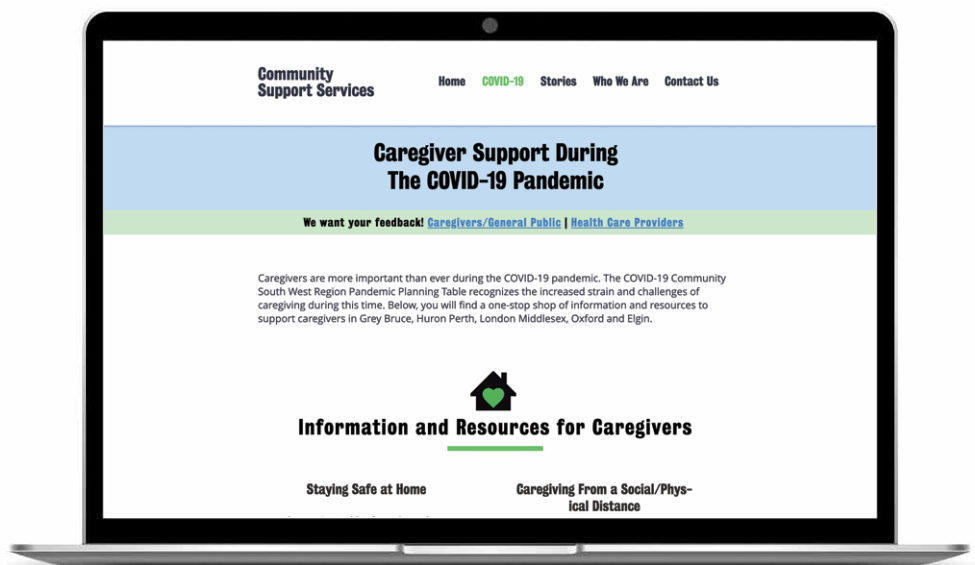 Community
Support Services
Home COVID-19 Stories Who We Are Contact Us
Caregiver Support During
The COVID-19 Pandemic
We want your feedback! Caregivers/General Public | Health Care Providers
Caregivers are more important than ever during the COVID-19 pandemic. The COVID-19 Community
South West Region Pandemic Planning Table recognizes the increased strain and challenges of
caregiving during this time. Below, you will find a one-stop shop of information and resources to
support caregivers in Grey Bruce, Huron Perth, London Middlesex, Oxford and Elgin.
Information and Resources for Caregivers
Staying Safe at Home
Caregiving From a Social/Phys-
ical Distance